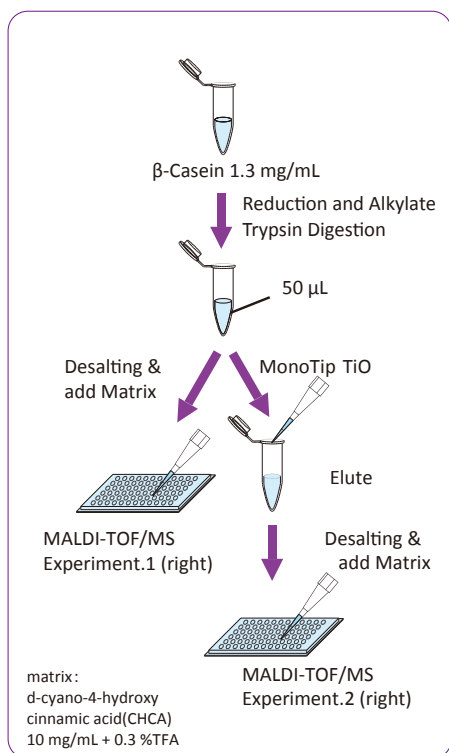 β-Casein 1.3 mg/mL
Reduction and Alkylate
Trypsin Digestion
50 μL
Desalting &
add Matrix
MonoTip TiO
Elute
MALDI-TOF/MS
Experiment.1 (right)
Desalting &
add Matrix
MALDI-TOF/MS
Experiment.2 (right)
matrix :
d-cyano-4-hydroxy
cinnamic acid(CHCA)
10 mg/mL + 0.3 %TFA